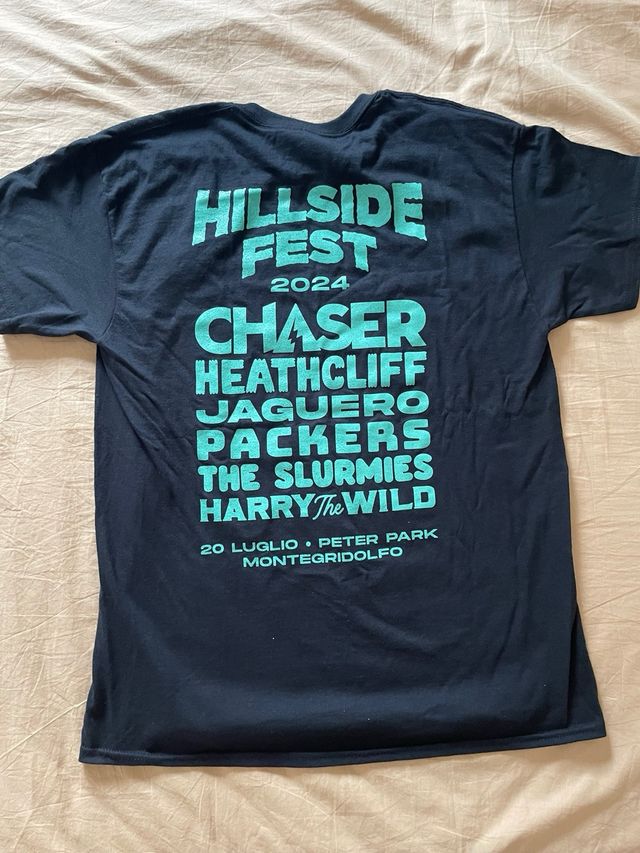 HILLSIDE
FEST
2024
CHASER
HEATHCLIFF
JAGUERO
PACKERS
THE SLURMIES
HARRY The WILD
20 LUGLIO • PETER PARK
MONTEGRIDOLFO